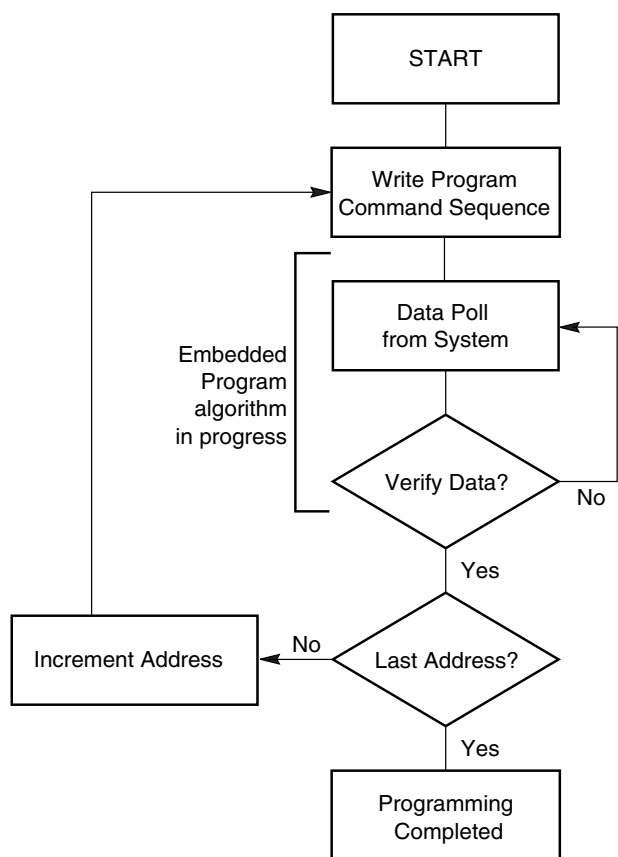 START
Write Program
Command Sequence
Data Poll
from System
Embedded
Program
algorithm
in progress
Verify Data?
No
Yes
No
Increment Address
Last Address?
Yes
Programming
Completed